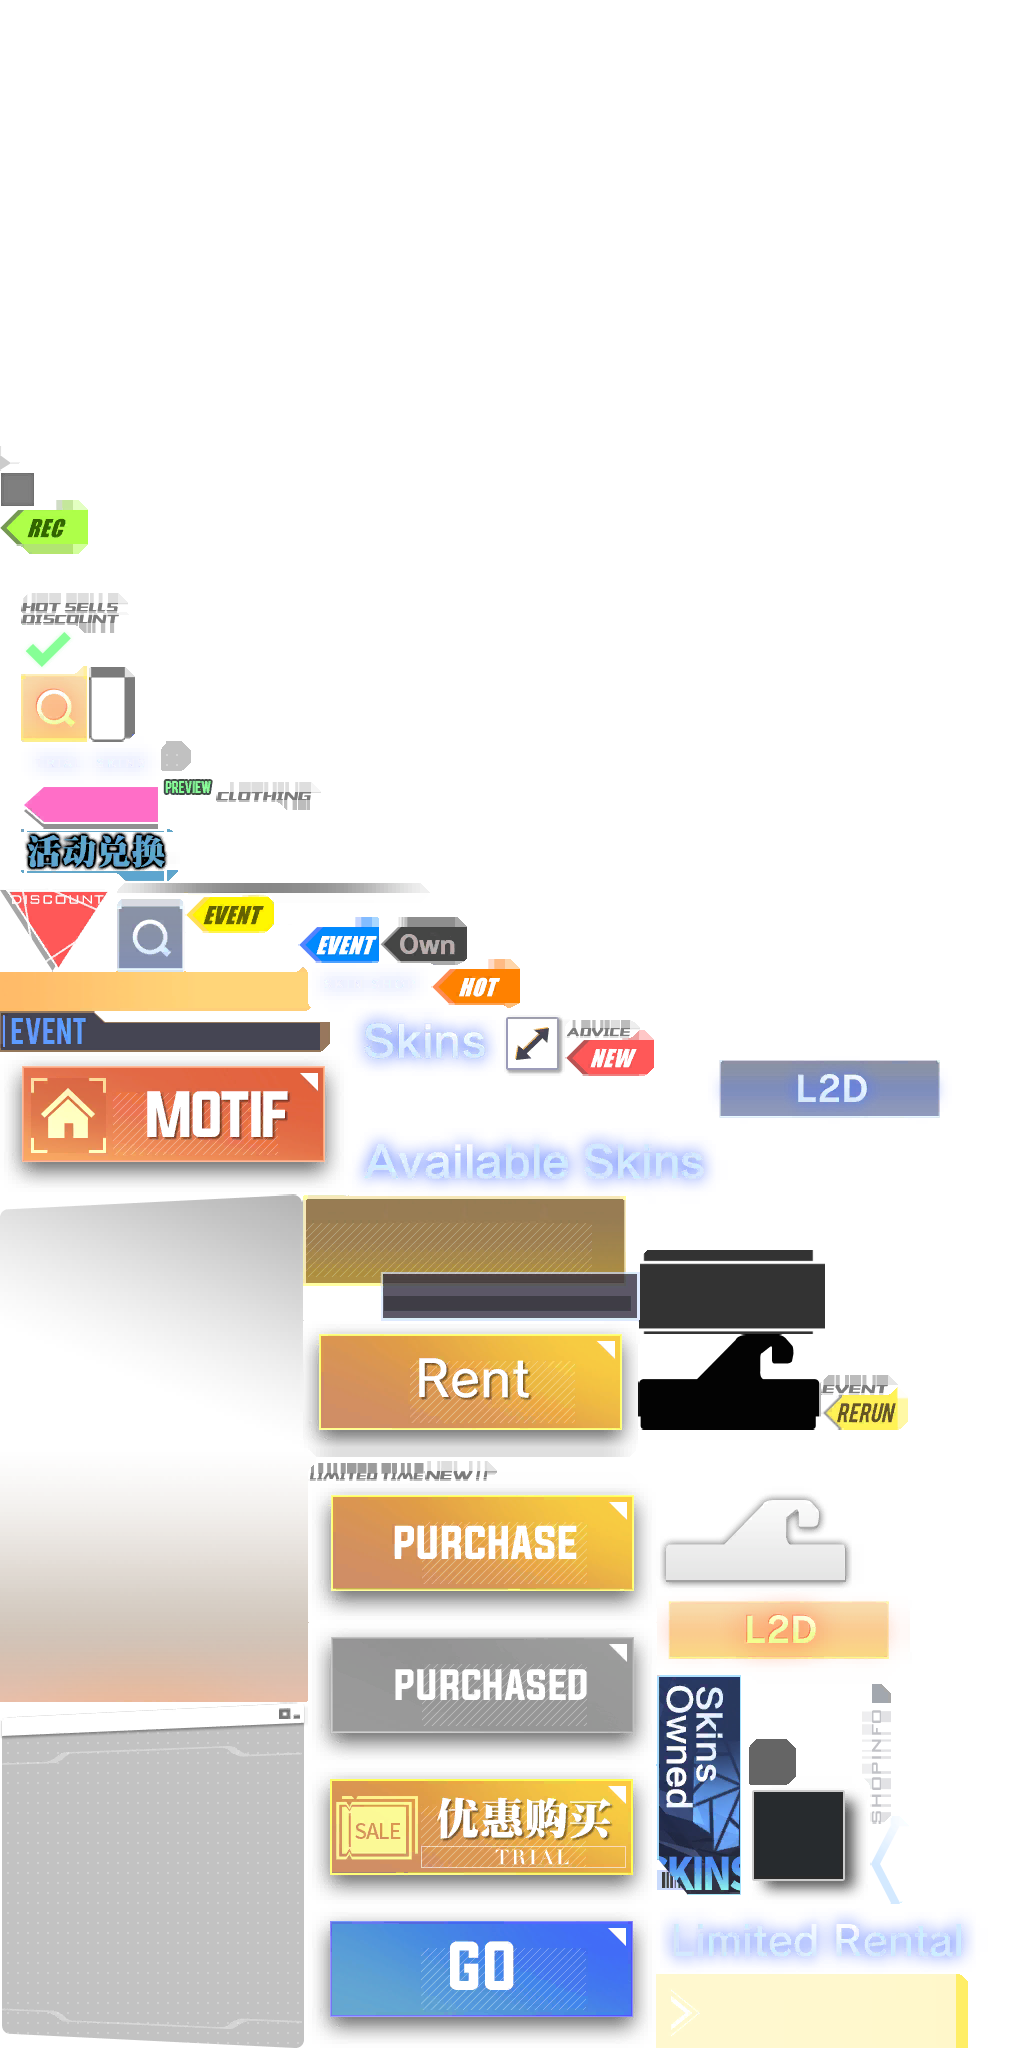 REC
HOT SELLS
DISCOUNT
PREVIEW
CLOTHING
活动兑换
DISCOUNT
EVENT
EVENT
Own
HOT
EVENT
Skins
ADVICE
NEW
L2D
MOTIF
Available Skins
Rent
EVENT
RERUN
LIMITED TIME NEW!!
PURCHASE
L2D
PURCHASED
Skins
Owned
SKINS
SHOPINFO
优惠购买
SALE
TRIAL
GO
Limited Rental